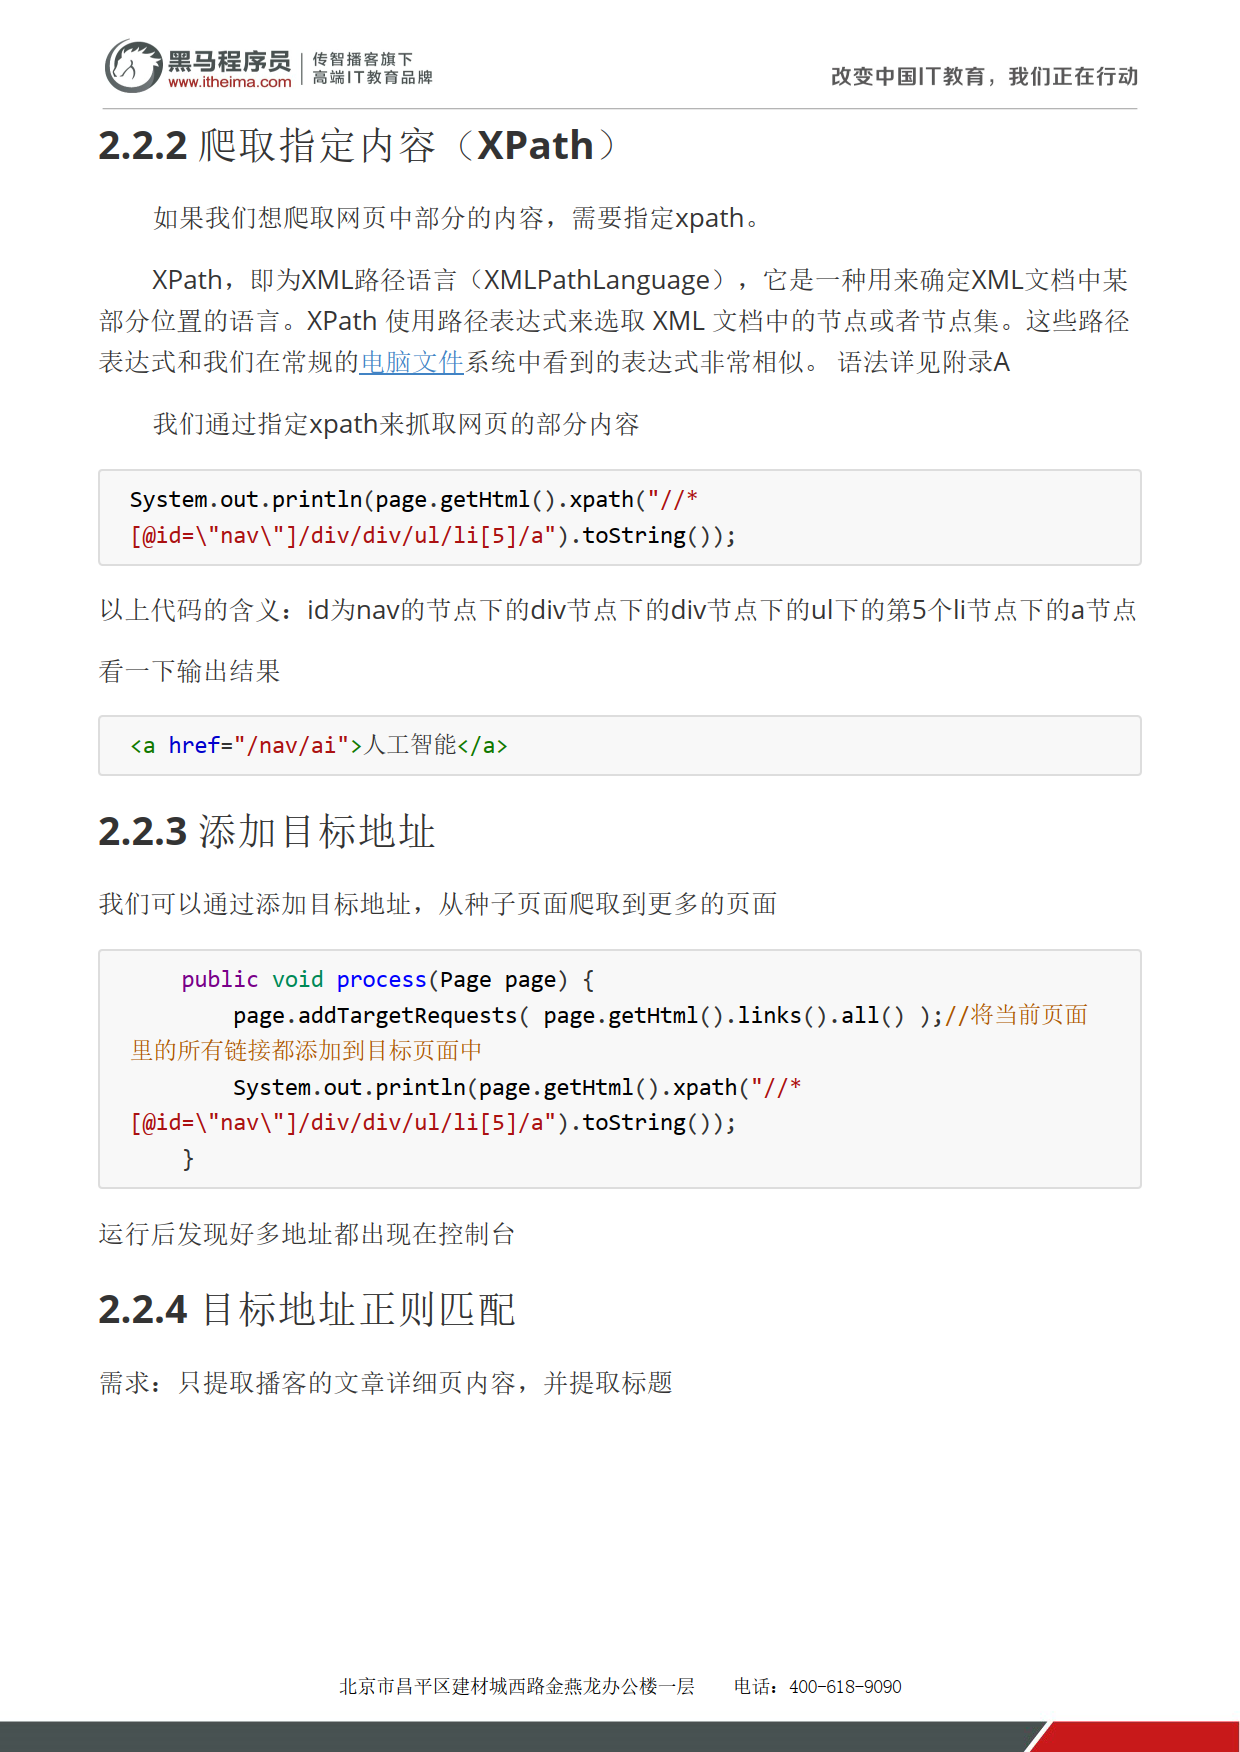 黑马程序员
www.itheima.com
传智播客旗下
高端IT教育品牌
改变中国IT教育，我们正在行动
2.2.2 爬取指定内容（XPath）
如果我们想爬取网页中部分的内容，需要指定xpath。
XPath，即为XML路径语言（XMLPathLanguage），它是一种用来确定XML文档中某
部分位置的语言。XPath 使用路径表达式来选取 XML 文档中的节点或者节点集。这些路径
表达式和我们在常规的电脑文件系统中看到的表达式非常相似。 语法详见附录A
我们通过指定xpath来抓取网页的部分内容
System.out.println(page.getHtml().xpath("//*
[@id=\"nav\"]/div/div/ul/li[5]/a").toString());
以上代码的含义：id为nav的节点下的div节点下的div节点下的ul下的第5个li节点下的a节点
看一下输出结果
<a href="/nav/ai">人工智能</a>
2.2.3 添加目标地址
我们可以通过添加目标地址，从种子页面爬取到更多的页面
public void process(Page page) {
page.addTargetRequests( page.getHtml().links().all() );//将当前页面
里的所有链接都添加到目标页面中
System.out.println(page.getHtml().xpath("//*
[@id=\"nav\"]/div/div/ul/li[5]/a").toString());
}
运行后发现好多地址都出现在控制台
2.2.4 目标地址正则匹配
需求：只提取播客的文章详细页内容，并提取标题
北京市昌平区建材城西路金燕龙办公楼一层 电话：400-618-9090